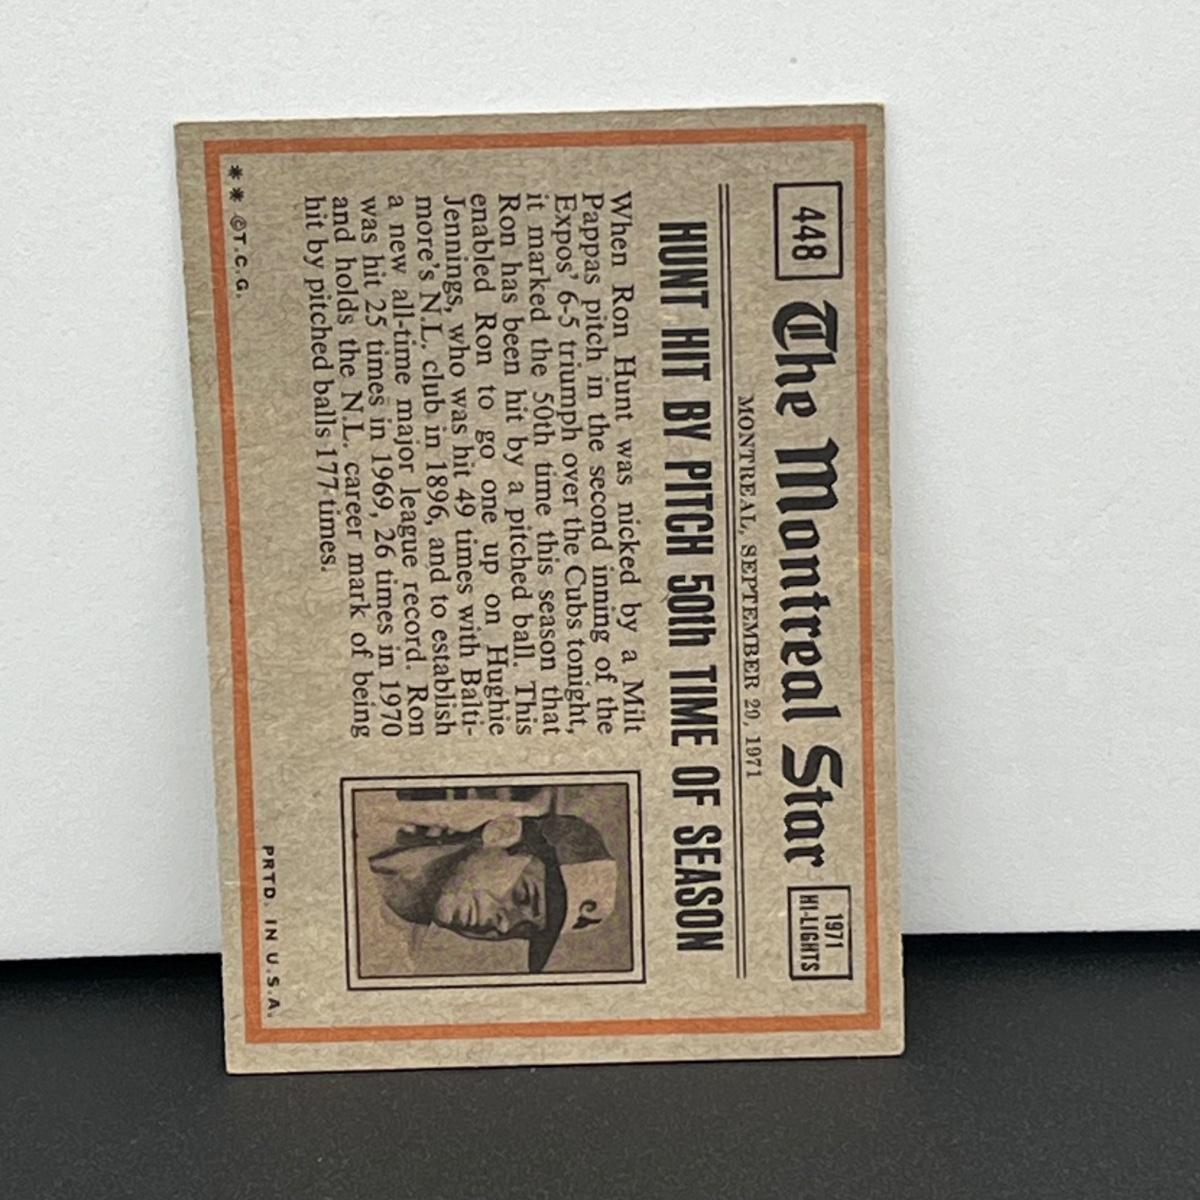 448
The Montreal Star
1971
HI-LIGHTS
MONTREAL, SEPTEMBER 29, 1971
HUNT HIT BY PITCH 50th TIME OF SEASON
When Ron Hunt was nicked by a Milt
Pappas pitch in the second inning of the
Expos' 6-5 triumph over the Cubs tonight,
it marked the 50th time this season that
Ron has been hit by a pitched ball. This
enabled Ron to go one up on Hughie
Jennings, who was hit 49 times with Balti-
more's N.L. club in 1896, and to establish
a new all-time major league record. Ron
was hit 25 times in 1969, 26 times in 1970
and holds the N.L. career mark of being
hit by pitched balls 177 times.
** ©T.C.G.
PRTD. IN U.S.A.